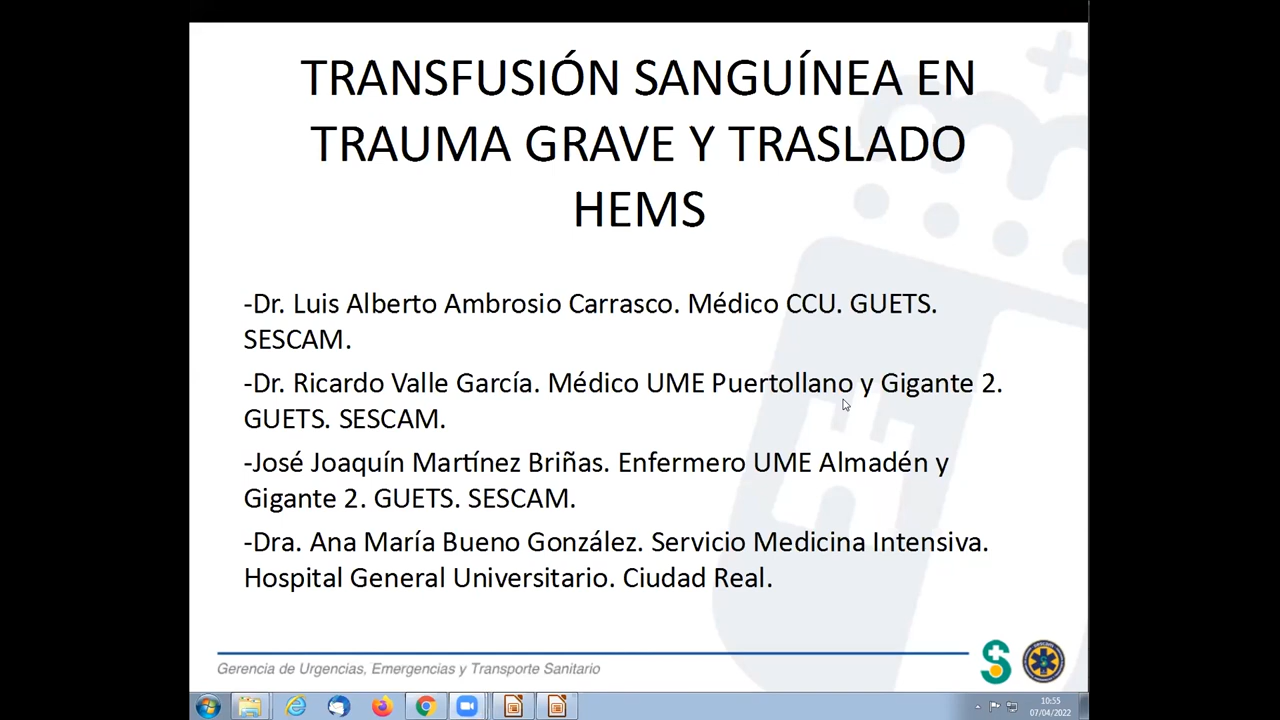 TRANSFUSIÓN SANGUÍNEA EN
TRAUMA GRAVE Y TRASLADO
HEMS
-Dr. Luis Alberto Ambrosio Carrasco. Médico CCU. GUETS.
SESCAM.
-Dr. Ricardo Valle García. Médico UME Puertollano y Gigante 2.
GUETS. SESCAM.
-José Joaquín Martínez Briñas. Enfermero UME Almadén y
Gigante 2. GUETS. SESCAM.
-Dra. Ana María Bueno González. Servicio Medicina Intensiva.
Hospital General Universitario. Ciudad Real.
Gerencia de Urgencias, Emergencias y Transporte Sanitario
10:55
07/04/2022